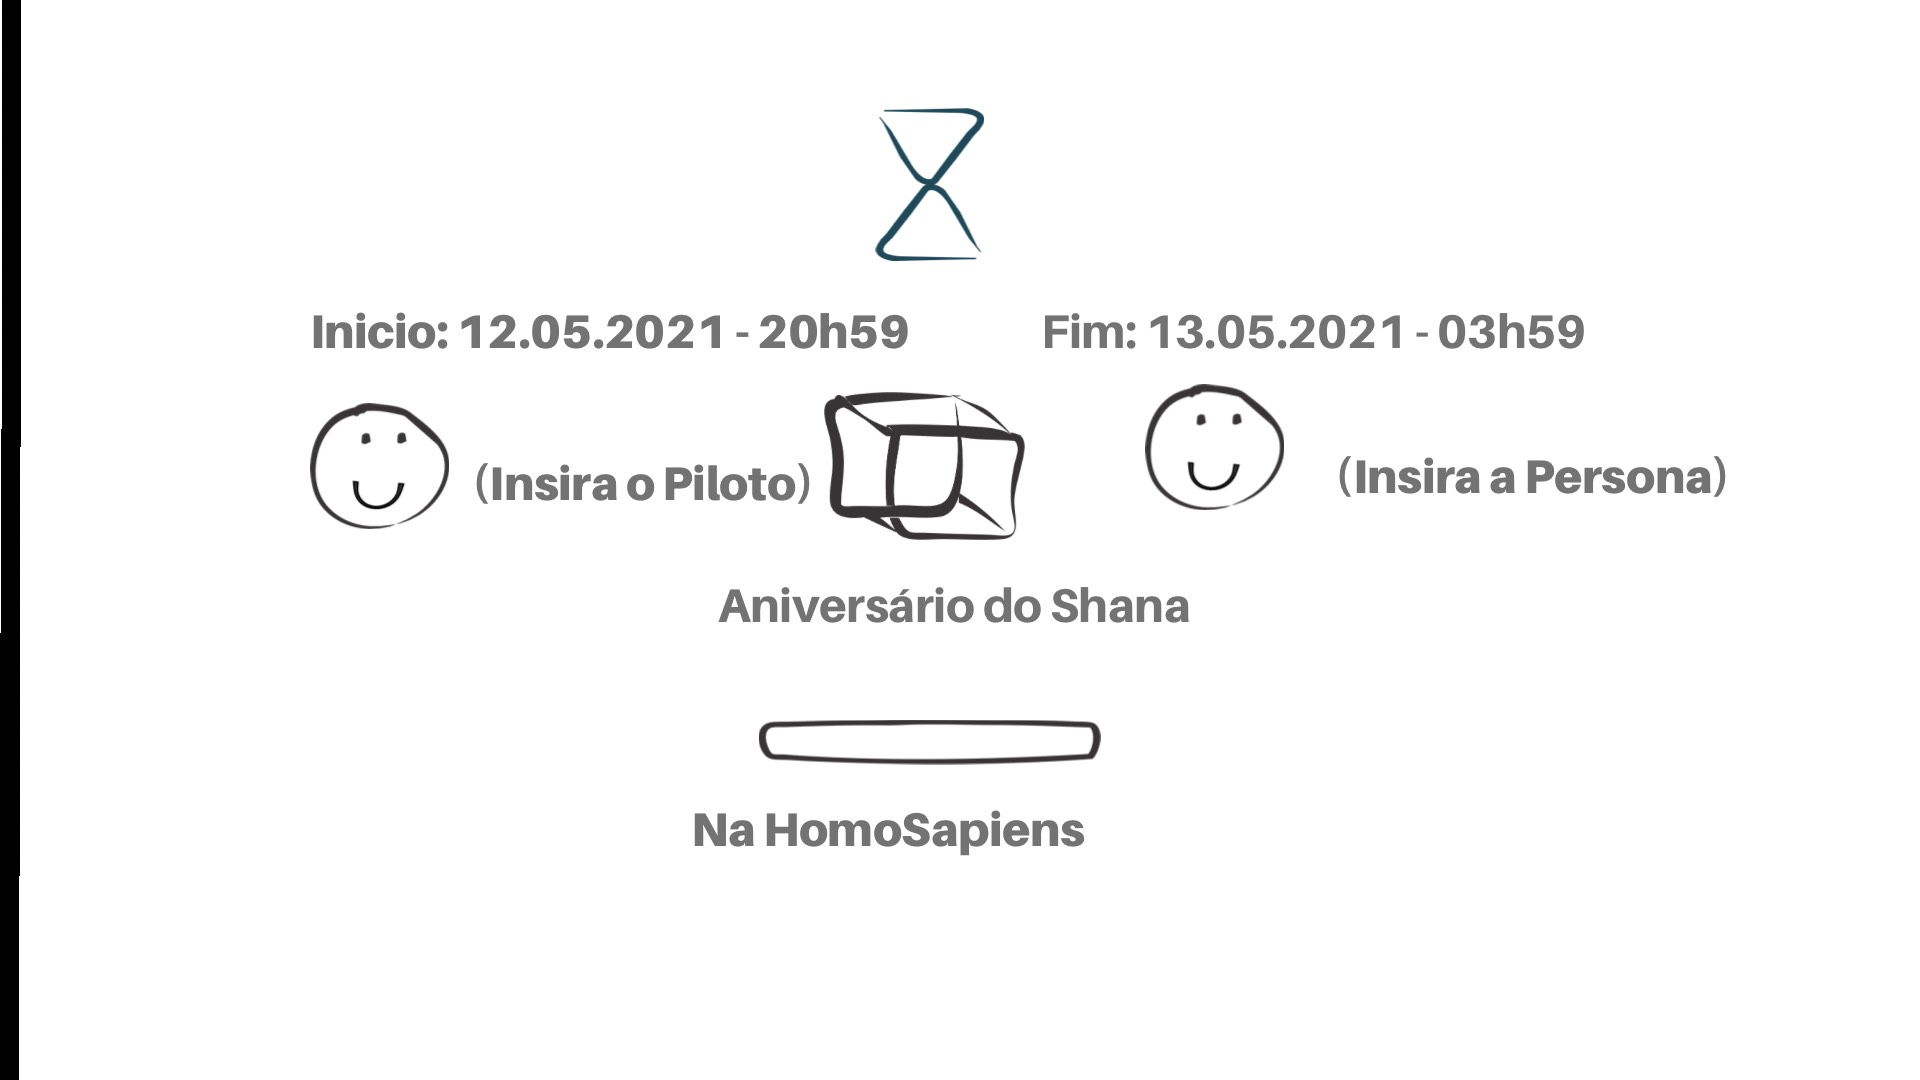 Inicio: 12.05.2021 - 20h59
Fim: 13.05.2021 - 03h59
(Insira o Piloto)
(Insira a Persona)
Aniversário do Shana
Na HomoSapiens